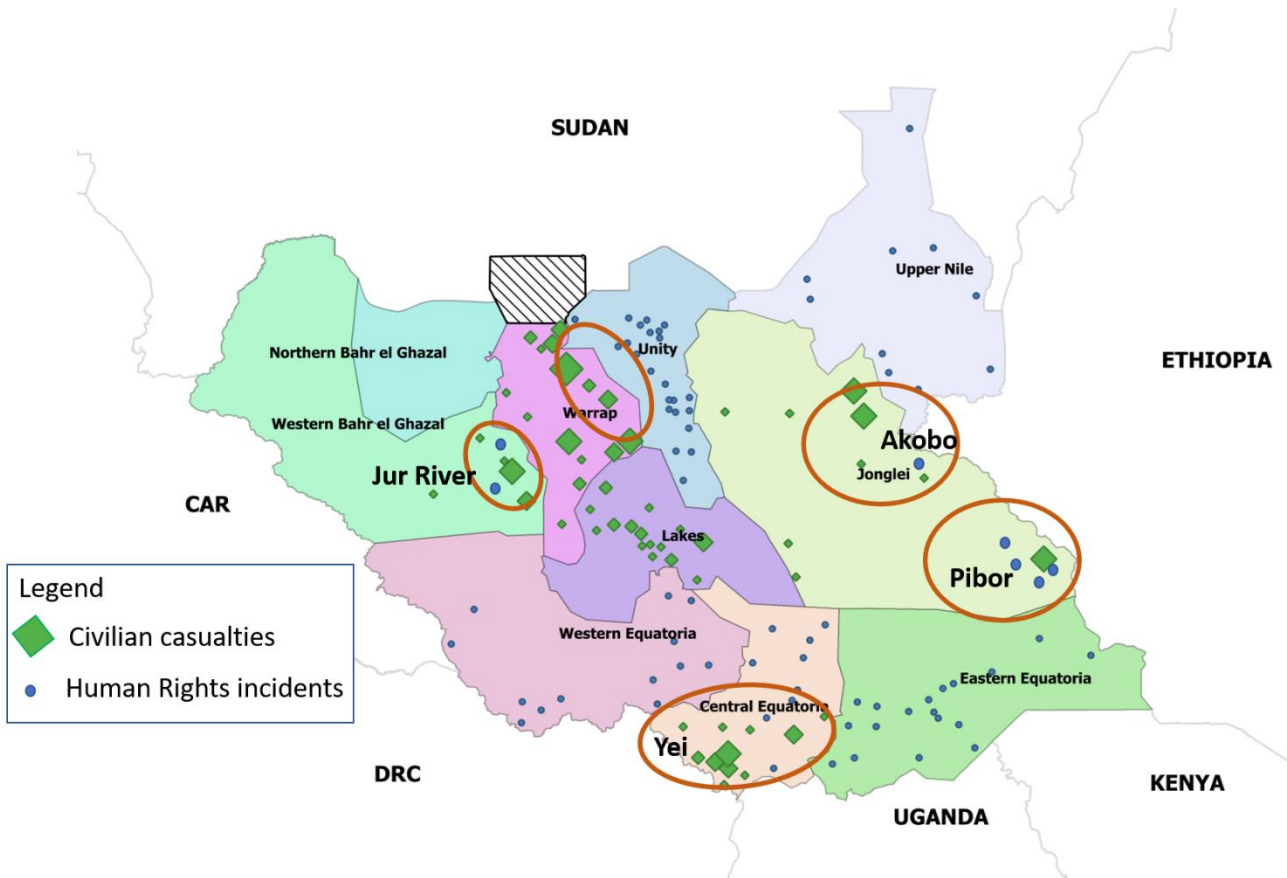 SUDAN
Upper Nile
ETHIOPIA
Northern Bahr el Ghazal
Unity
Western Bahr el Ghazal
Warrap
Akobo
Jur River
Jonglei
CAR
Lakes
Pibor
Legend
Civilian casualties
Human Rights incidents
Western Equatoria
Eastern Equatoria
Central Equatoria
Yei
DRC
KENYA
UGANDA